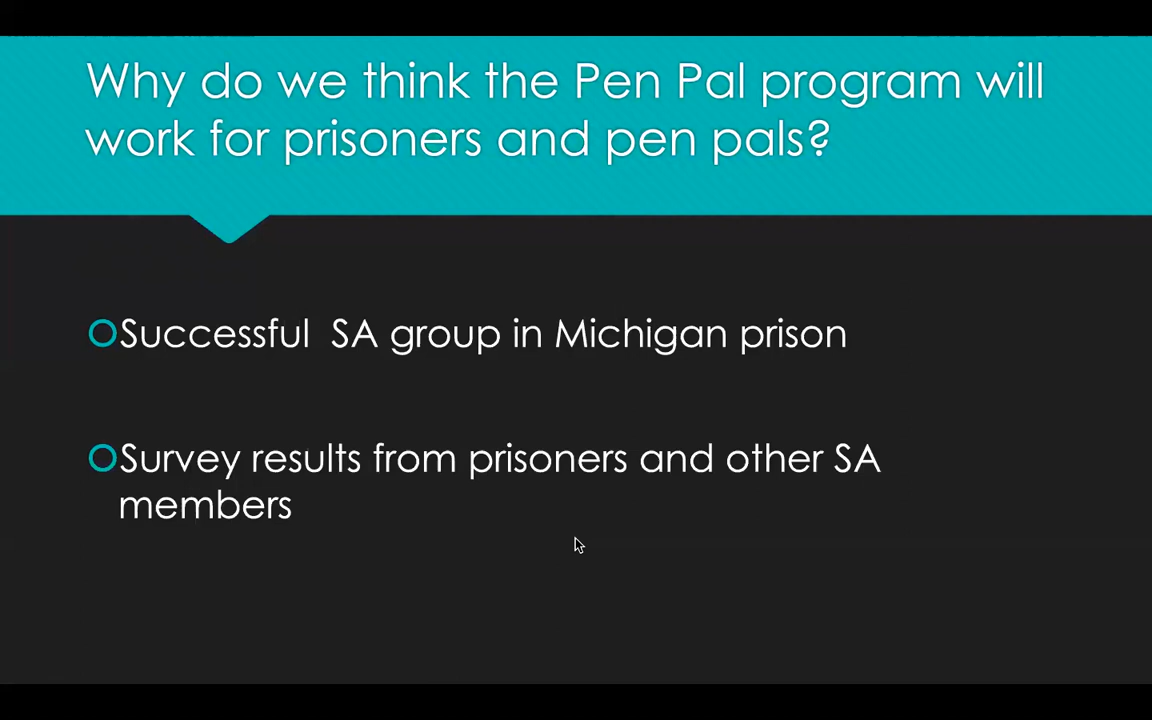 Why do we think the Pen Pal program will
work for prisoners and pen pals?
Successful  SA group in Michigan prison
Survey results from prisoners and other SA
members